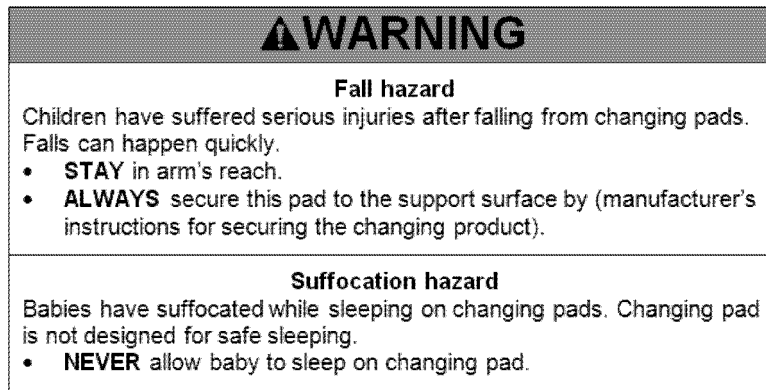 ⚠WARNING
Fall hazard
Children have suffered serious injuries after falling from changing pads.
Falls can happen quickly.
• STAY in arm's reach.
• ALWAYS secure this pad to the support surface by (manufacturer's
instructions for securing the changing product).
Suffocation hazard
Babies have suffocated while sleeping on changing pads. Changing pad
is not designed for safe sleeping.
• NEVER allow baby to sleep on changing pad.